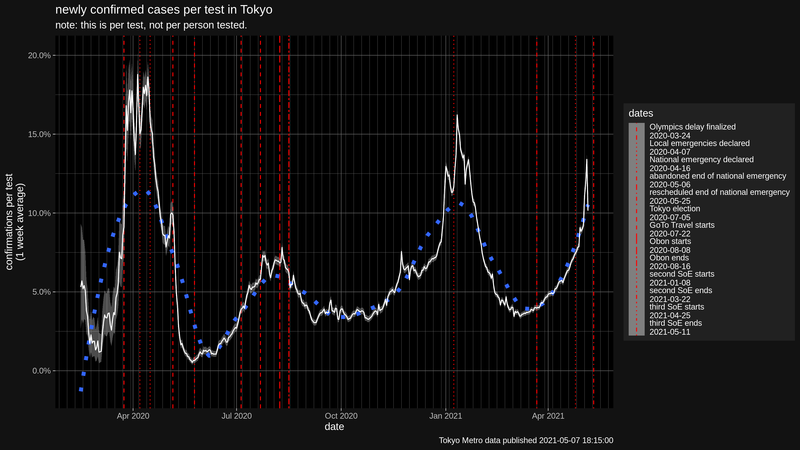 newly confirmed cases per test in Tokyo
note: this is per test, not per person tested.
confirmations per test
(1 week average)
20.0%
15.0%
10.0%
5.0%
0.0%
Apr 2020
Jul 2020
Oct 2020
Jan 2021
Apr 2021
date
dates
Olympics delay finalized
2020-03-24
Local emergencies declared
2020-04-07
National emergency declared
2020-04-16
abandoned end of national emergency
2020-05-06
rescheduled end of national emergency
2020-05-25
Tokyo election
2020-07-05
GoTo Travel starts
2020-07-22
Obon starts
2020-08-08
Obon ends
2020-08-16
second SoE starts
2021-01-08
second SoE ends
2021-03-22
third SoE starts
2021-04-25
third SoE ends
2021-05-11
Tokyo Metro data published 2021-05-07 18:15:00